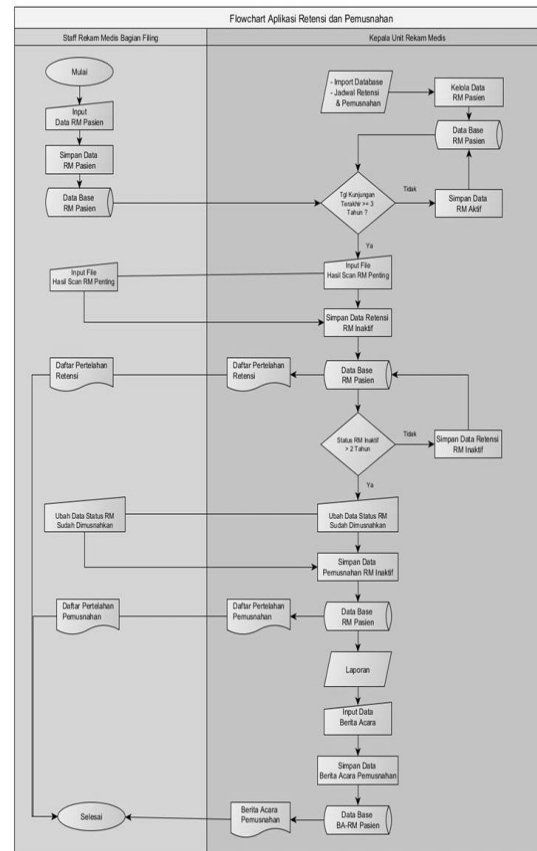 Flowchart Aplikasi Retensi dan Pemusnahan
Staff Rekam Medis Bagian Filing
Kepala Unit Rekam Medis
Mulai
Input
Data RM Pasien
Simpan Data
RM Pasien
Data Base
RM Pasien
- Import Database
- Jadwal Retensi
& Pemusnahan
Kelola Data
RM Pasien
Data Base
RM Pasien
Tgl Kunjungan
Terakhir >= 3
Tahun ?
Tidak
Simpan Data
RM Aktif
Ya
Input File
Hasil Scan RM Penting
Input File
Hasil Scan RM Penting
Simpan Data Retensi
RM Inaktif
Daftar Pertelahan
Retensi
Daftar Pertelahan
Retensi
Data Base
RM Pasien
Status RM Inaktif
> 2 Tahun
Tidak
Simpan Data Retensi
RM Inaktif
Ya
Ubah Data Status RM
Sudah Dimusnahkan
Ubah Data Status RM
Sudah Dimusnahkan
Simpan Data
Pemusnahan RM Inaktif
Daftar Pertelahan
Pemusnahan
Daftar Pertelahan
Pemusnahan
Data Base
RM Pasien
Laporan
Input Data
Berita Acara
Simpan Data
Berita Acara Pemusnahan
Selesai
Berita Acara
Pemusnahan
Data Base
BA-RM Pasien